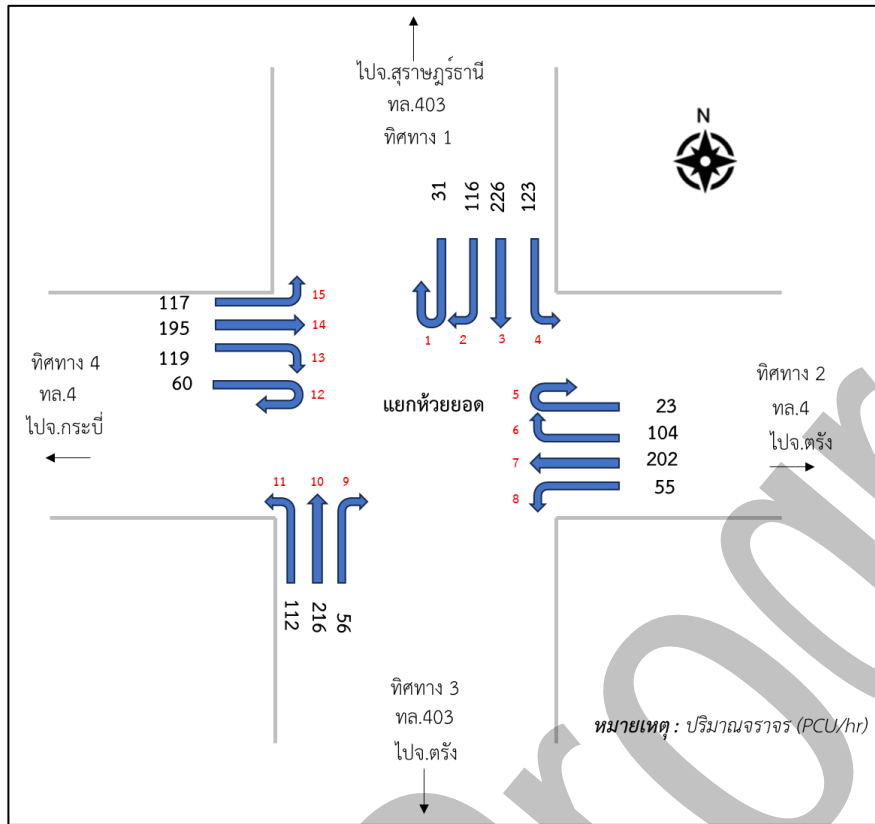 ไปจ.สุราษฎร์ธานี
ทล.403
ทิศทาง 1
N
31 116 226 123
117 15
195 14
119 13
60 12
1 2 3 4
ทิศทาง 4
ทล.4
ไปจ.กระบี่
แยกห้วยยอด
5 23
6 104
7 202
8 55
ทิศทาง 2
ทล.4
ไปจ.ตรัง
11 10 9
112 216 56
ทิศทาง 3
ทล.403
ไปจ.ตรัง
หมายเหตุ : ปริมาณจราจร (PCU/hr)